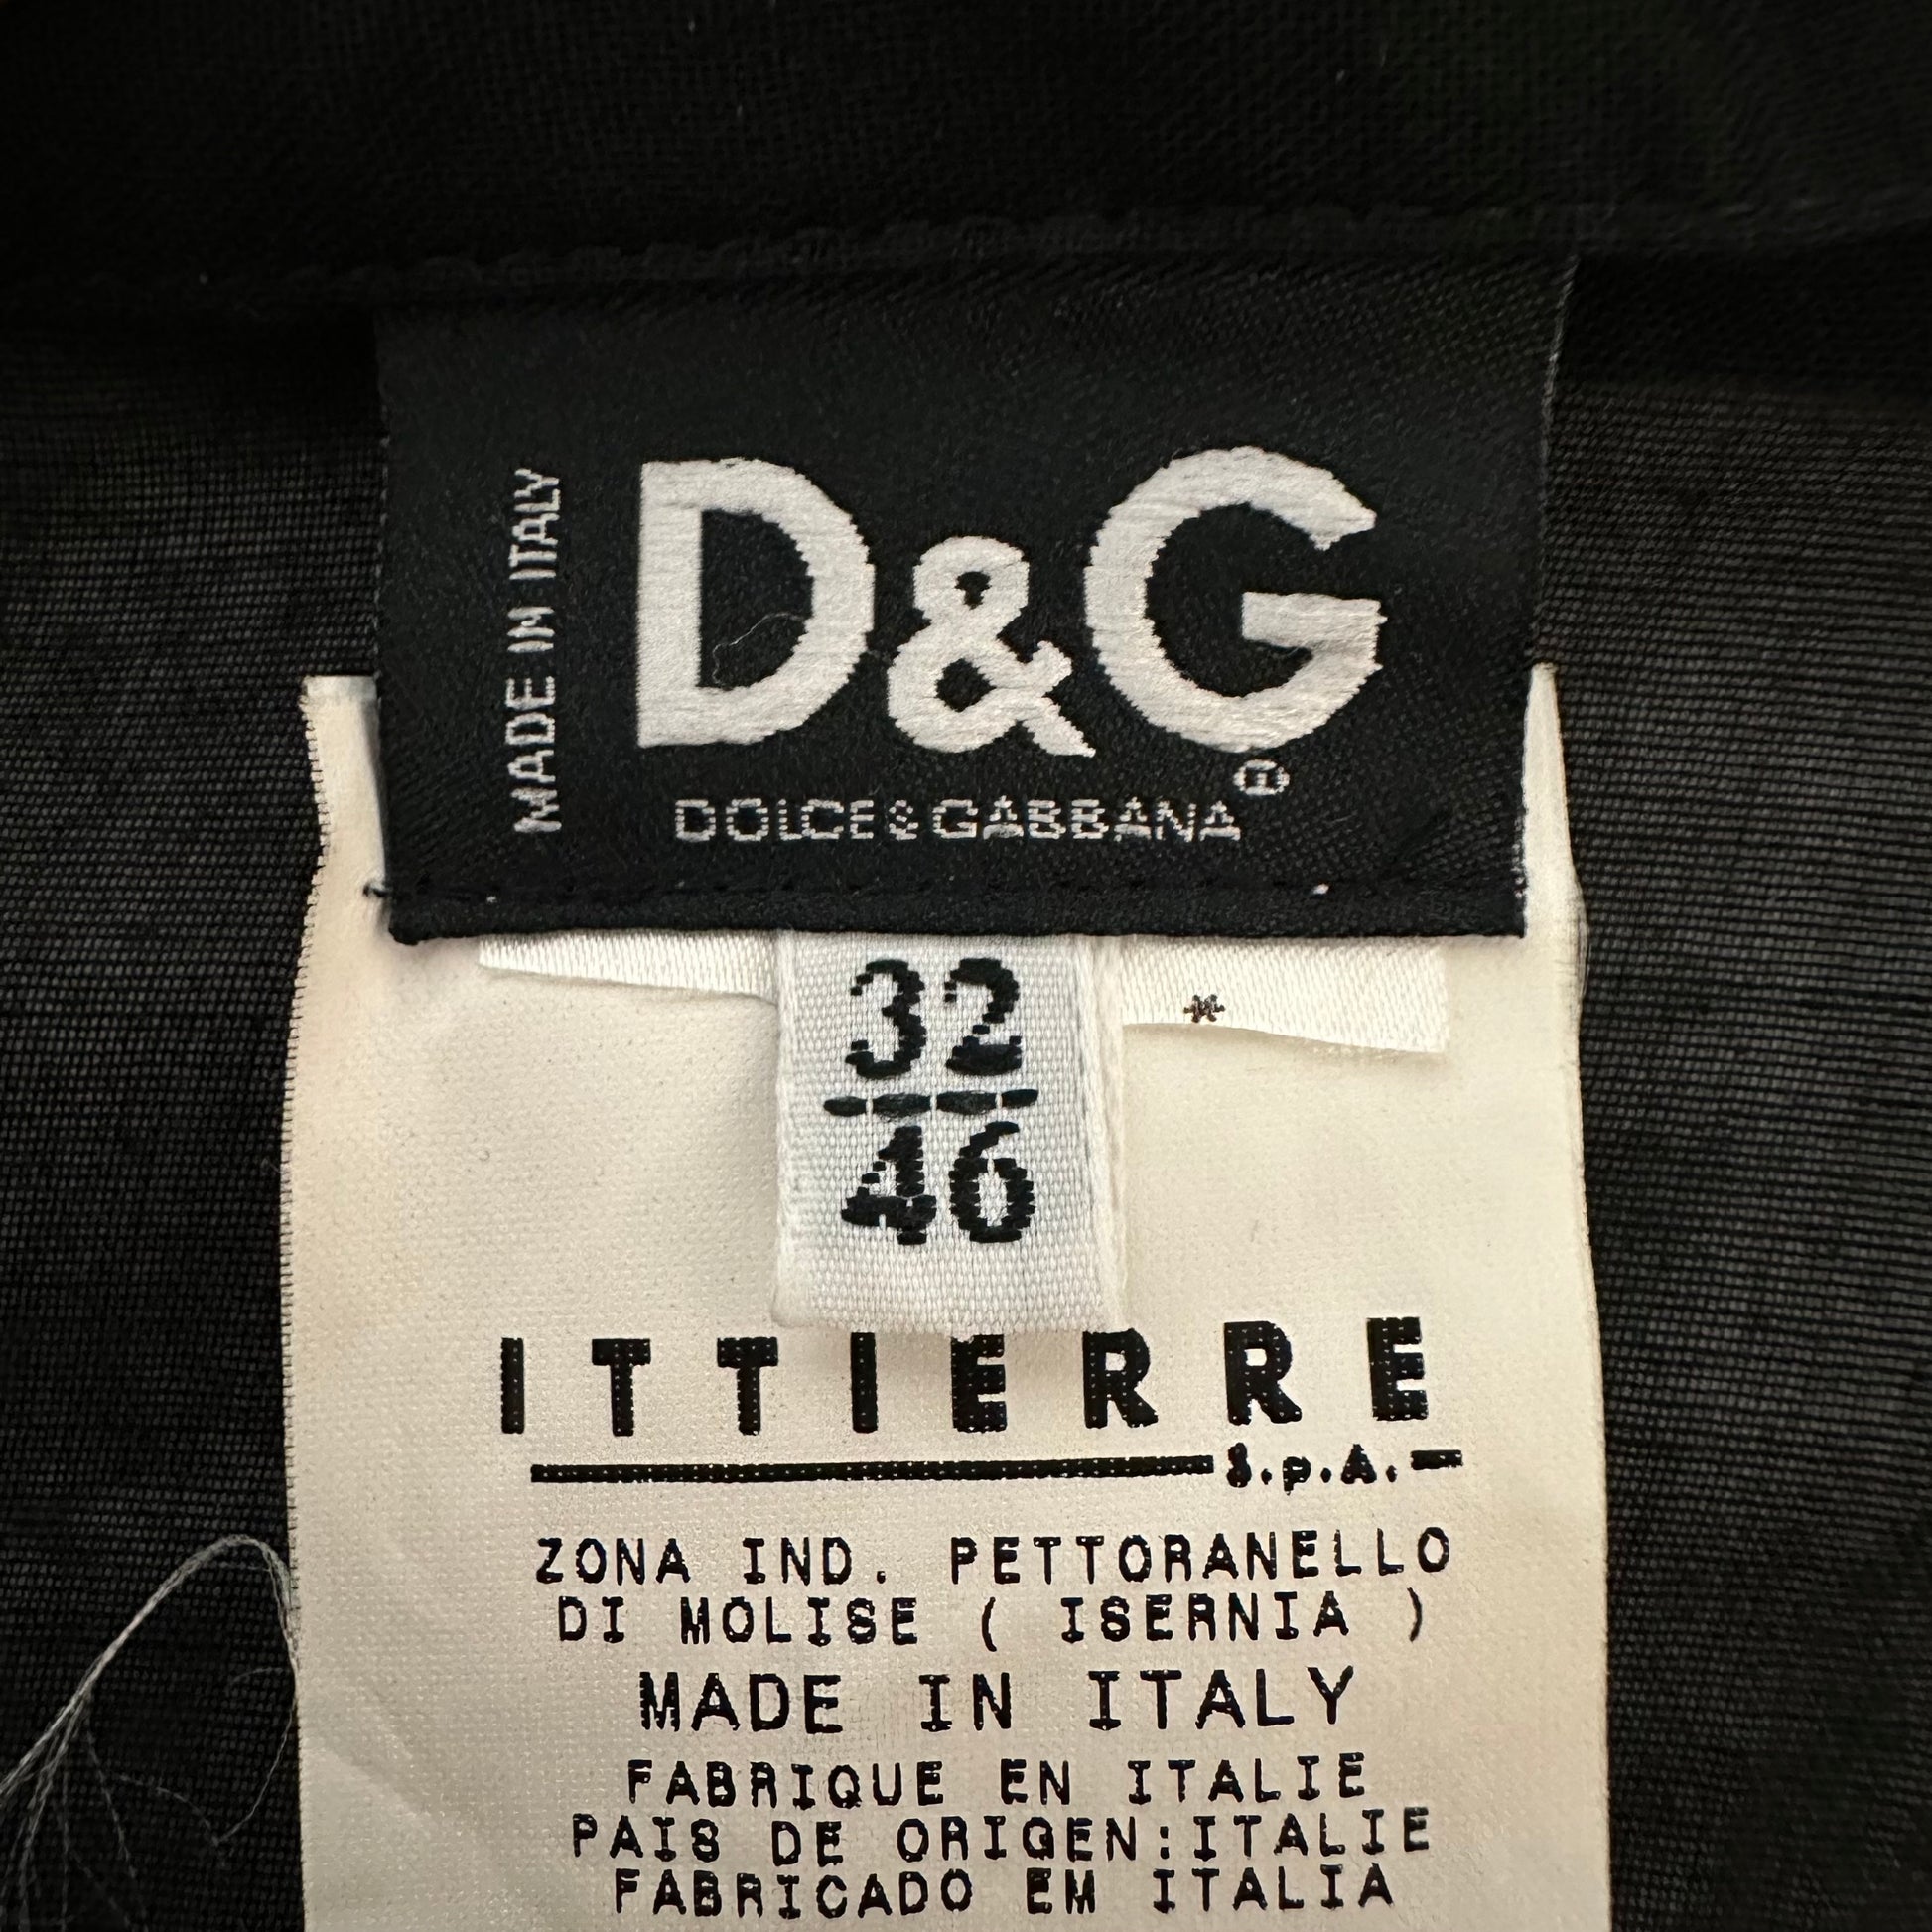 MADE IN ITALY
D&G
®
DOLCE&GABBANA
32
46
ITTIERRE
S.p.A.
ZONA IND. PETTORANELLO
DI MOLISE ( ISERNIA )
MADE IN ITALY
FABRIQUE EN ITALIE
PAIS DE ORIGEN:ITALIE
FABRICADO EM ITALIA